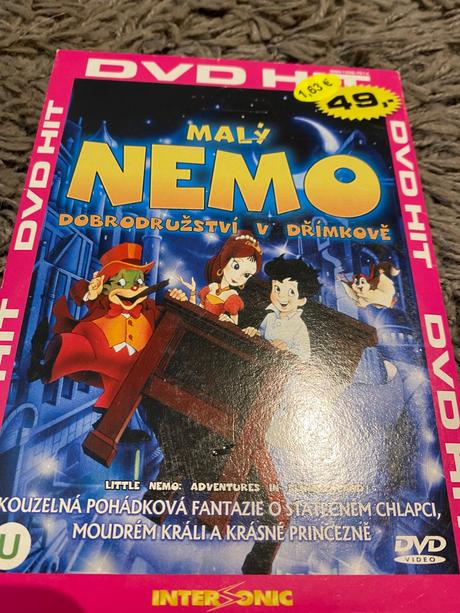 DVD HIT
1,63 €
49,-
DVD HIT
DVD HIT
MALÝ
NEMO
DOBRODRUŽSTVÍ V DŘÍMKOVĚ
HIT
DVD HIT
LITTLE NEMO: ADVENTURES IN
KOUZELNÁ POHÁDKOVÁ FANTAZIE O STATEČNÉM CHLAPCI,
MOUDRÉM KRÁLI A KRÁSNÉ PRINCEZNĚ
U
DVD
VIDEO
INTERSONIC